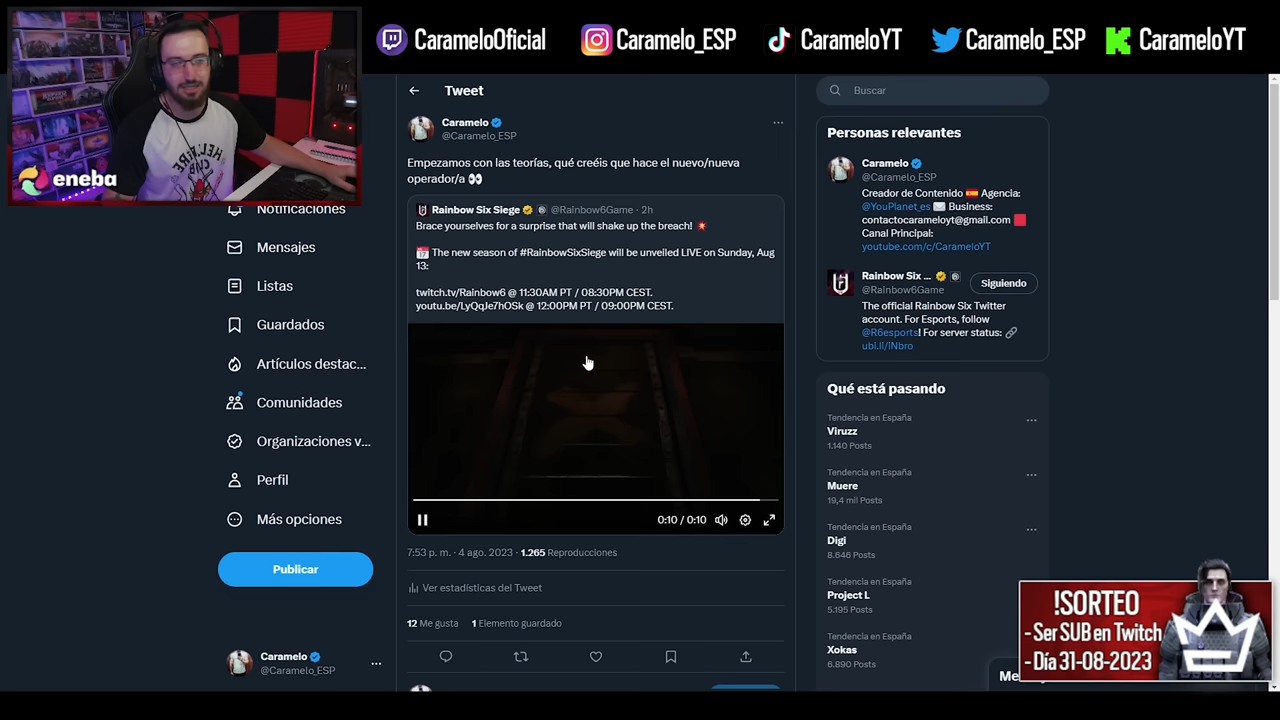 CarameloOficial
Caramelo_ESP
CarameloYT
Caramelo_ESP
CarameloYT
eneba
Notificaciones
Mensajes
Listas
Guardados
Artículos destac...
Comunidades
Organizaciones v...
Perfil
Más opciones
Publicar
Caramelo
@Caramelo_ESP
Tweet
Caramelo
@Caramelo_ESP
Empezamos con las teorías, qué creéis que hace el nuevo/nueva
operador/a 👀
Rainbow Six Siege @Rainbow6Game · 2h
Brace yourselves for a surprise that will shake up the breach! 💥
📅 The new season of #RainbowSixSiege will be unveiled LIVE on Sunday, Aug
13:
twitch.tv/Rainbow6 @ 11:30AM PT / 08:30PM CEST.
youtu.be/LyQqJe7hOSk @ 12:00PM PT / 09:00PM CEST.
0:10 / 0:10
7:53 p. m. · 4 ago. 2023 · 1.265 Reproducciones
Ver estadísticas del Tweet
12 Me gusta 1 Elemento guardado
Buscar
Personas relevantes
Caramelo
@Caramelo_ESP
Creador de Contenido 🇪🇸 Agencia:
@YouPlanet_es ✉️ Business:
contactocarameloyt@gmail.com 🟥
Canal Principal:
youtube.com/c/CarameloYT
Rainbow Six ...
@Rainbow6Game
Siguiendo
The official Rainbow Six Twitter
account. For Esports, follow
@R6esports! For server status: 🔗
ubi.li/lNbro
Qué está pasando
Tendencia en España
Viruzz
1.140 Posts
Tendencia en España
Muere
19,4 mil Posts
Tendencia en España
Digi
8.646 Posts
Tendencia en España
Project L
5.195 Posts
Tendencia en España
Xokas
6.890 Posts
!SORTEO
- Ser SUB en Twitch
- Día 31-08-2023